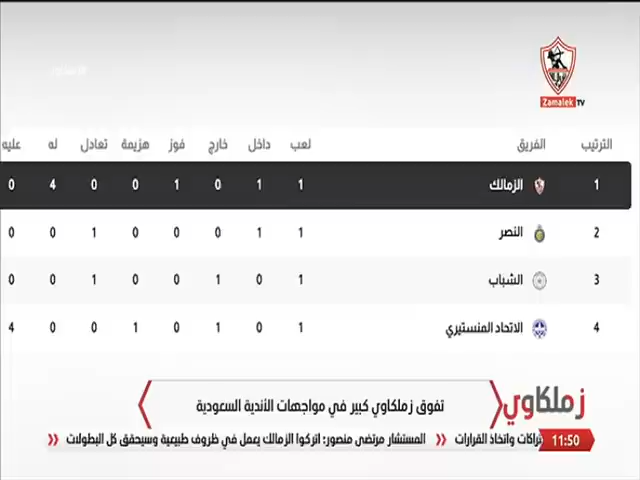 Zamalek TV
الترتيب الفريق لعب داخل خارج فوز هزيمة تعادل له عليه
1 الزمالك 1 1 0 1 0 0 4 0
2 النصر 1 1 0 0 0 1 0 0
3 الشباب 1 0 1 0 0 1 0 0
4 الاتحاد المنستيري 1 0 1 0 1 0 0 4
زملكاوي
تفوق زملكاوي كبير في مواجهات الأندية السعودية
11:50 تراكات واتخاذ القرارات » المستشار مرتضى منصور: اتركوا الزمالك يعمل في ظروف طبيعية وسيحقق كل البطولات »